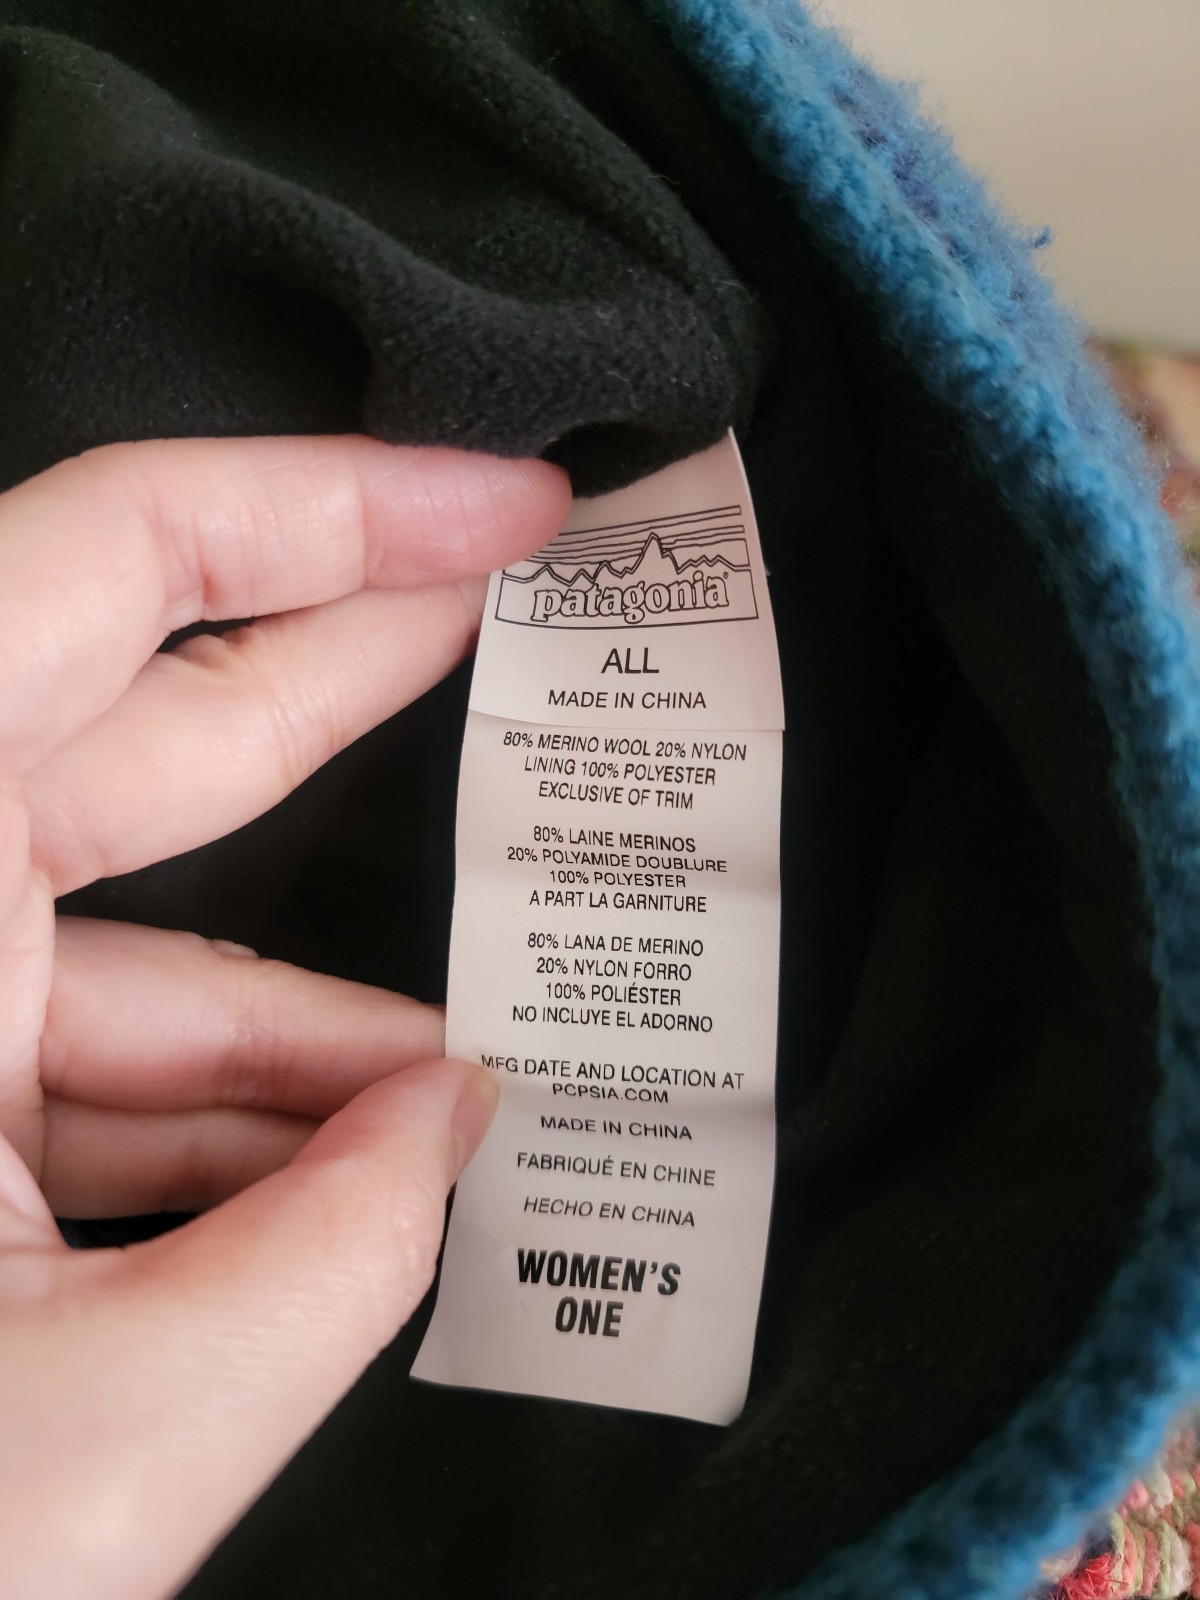 patagonia®
ALL
MADE IN CHINA
80% MERINO WOOL 20% NYLON
LINING 100% POLYESTER
EXCLUSIVE OF TRIM
80% LAINE MERINOS
20% POLYAMIDE DOUBLURE
100% POLYESTER
A PART LA GARNITURE
80% LANA DE MERINO
20% NYLON FORRO
100% POLIÉSTER
NO INCLUYE EL ADORNO
MFG DATE AND LOCATION AT
PCPSIA.COM
MADE IN CHINA
FABRIQUÉ EN CHINE
HECHO EN CHINA
WOMEN'S
ONE